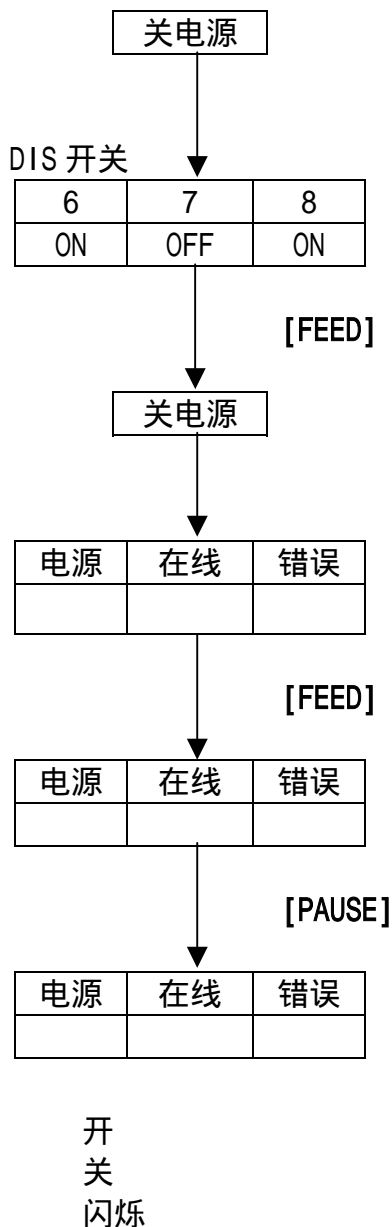 关电源
DIS 开关
6 7 8
ON OFF ON
[FEED]
关电源
电源 在线 错误
[FEED]
电源 在线 错误
[PAUSE]
电源 在线 错误
开
关
闪烁